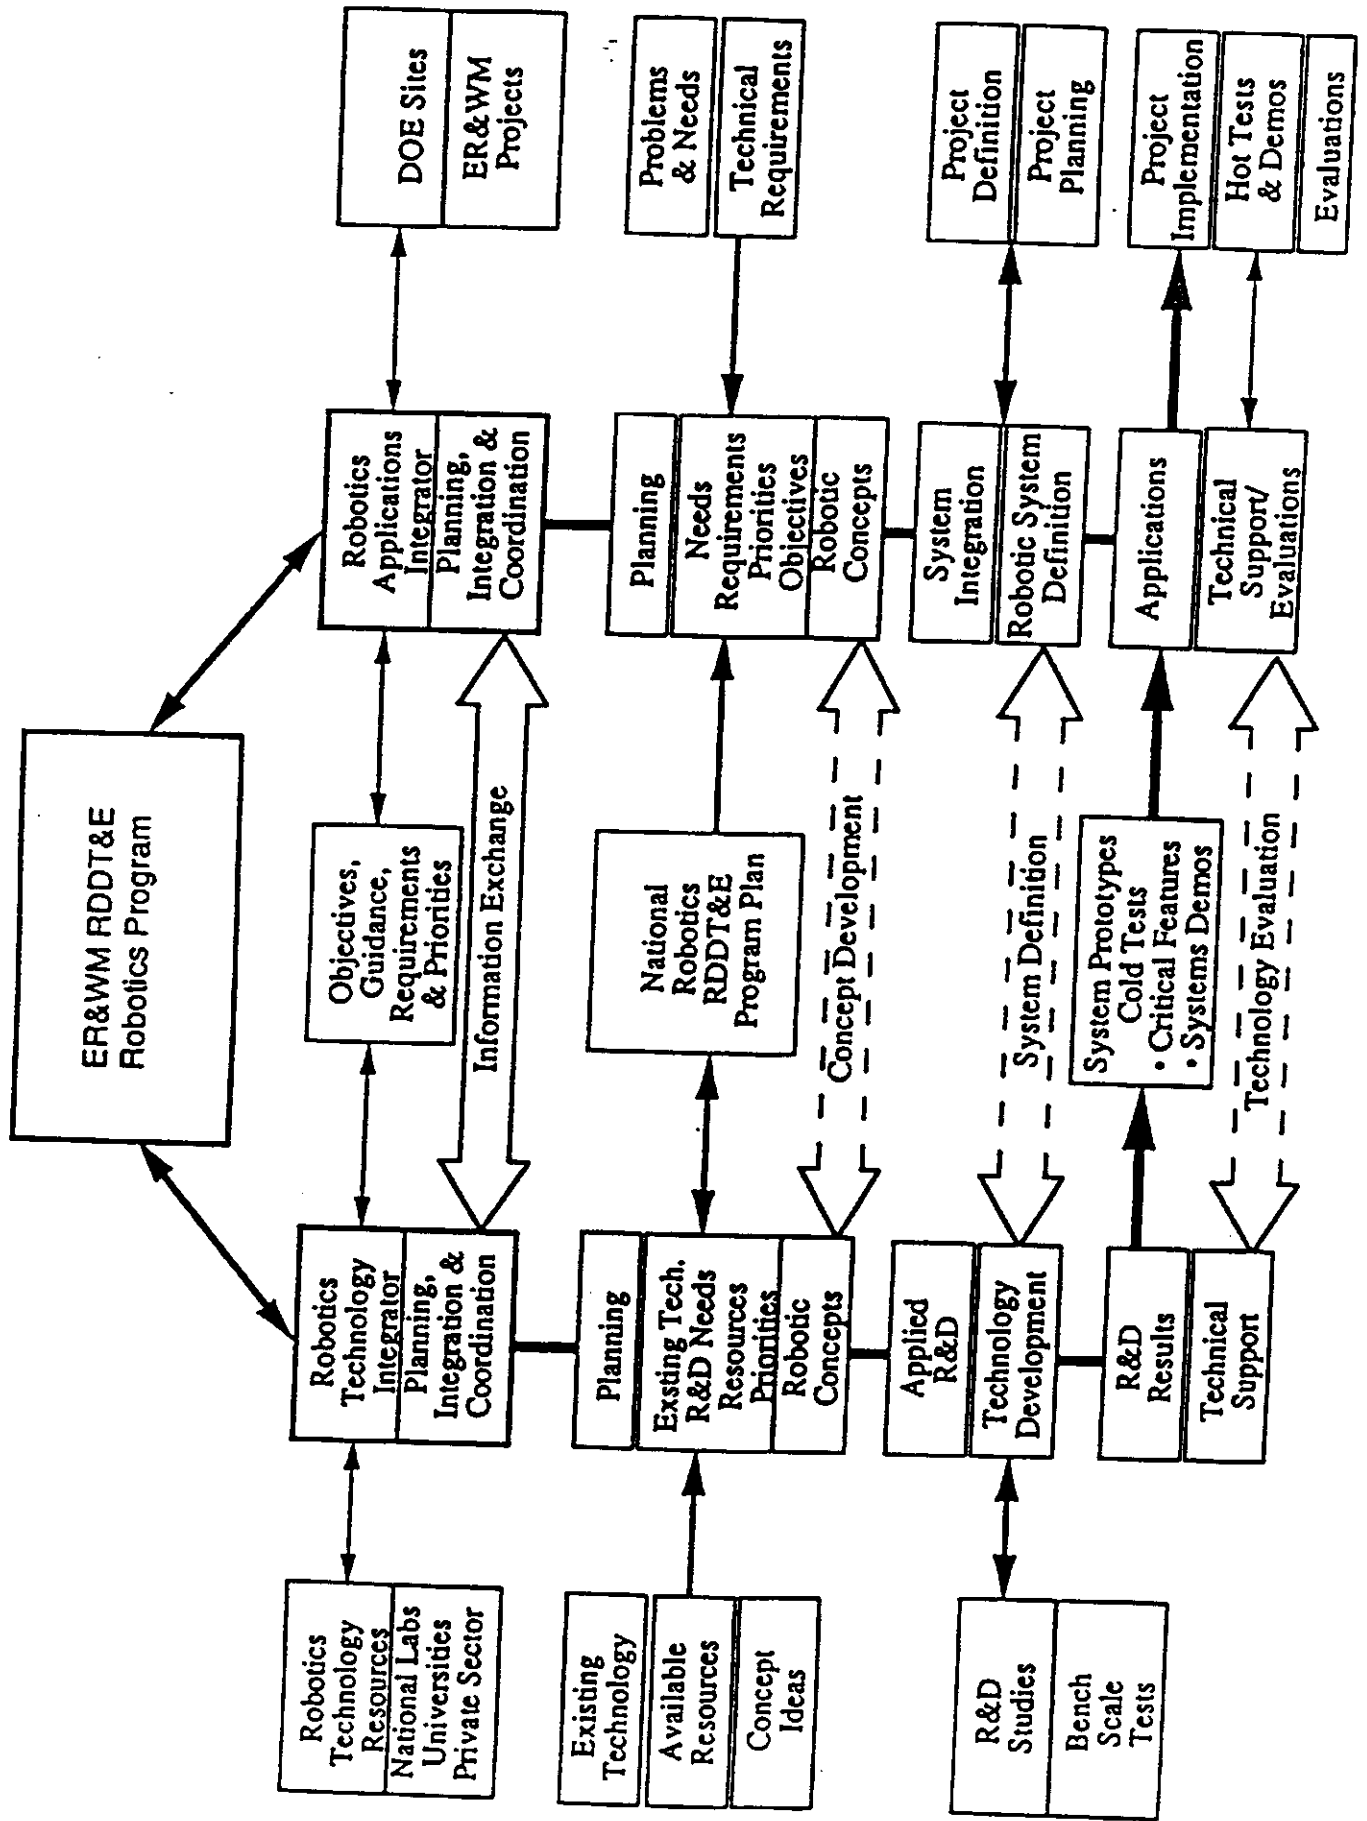 ER&WM RDDT&E
Robotics Program
Robotics
Technology
Resources
National Labs
Universities
Private Sector
Robotics
Technology
Integrator
Planning,
Integration &
Coordination
Objectives,
Guidance,
Requirements
& Priorities
Information Exchange
Robotics
Applications
Integrator
Planning,
Integration &
Coordination
DOE Sites
ER&WM
Projects
Existing
Technology
Available
Resources
Concept
Ideas
Planning
Exsting Tech.
R&D Needs
Resources
Priorities
Robotic
Concepts
National
Robotics
RDDT&E
Program Plan
Concept Development
Planning
Needs
Requirements
Priorities
Objectives
Robotic
Concepts
Problems
& Needs
Technical
Requirements
R&D
Studies
Bench
Scale
Tests
Applied
R&D
Technology
Development
System Definition
System
Integration
Robotic System
Definition
Project
Definition
Project
Planning
R&D
Results
Technical
Support
System Prototypes
Cold Tests
• Critical Features
• Systems Demos
Technology Evaluation
Applications
Technical
Support/
Evaluations
Project
Implementation
Hot Tests
& Demos
Evaluations